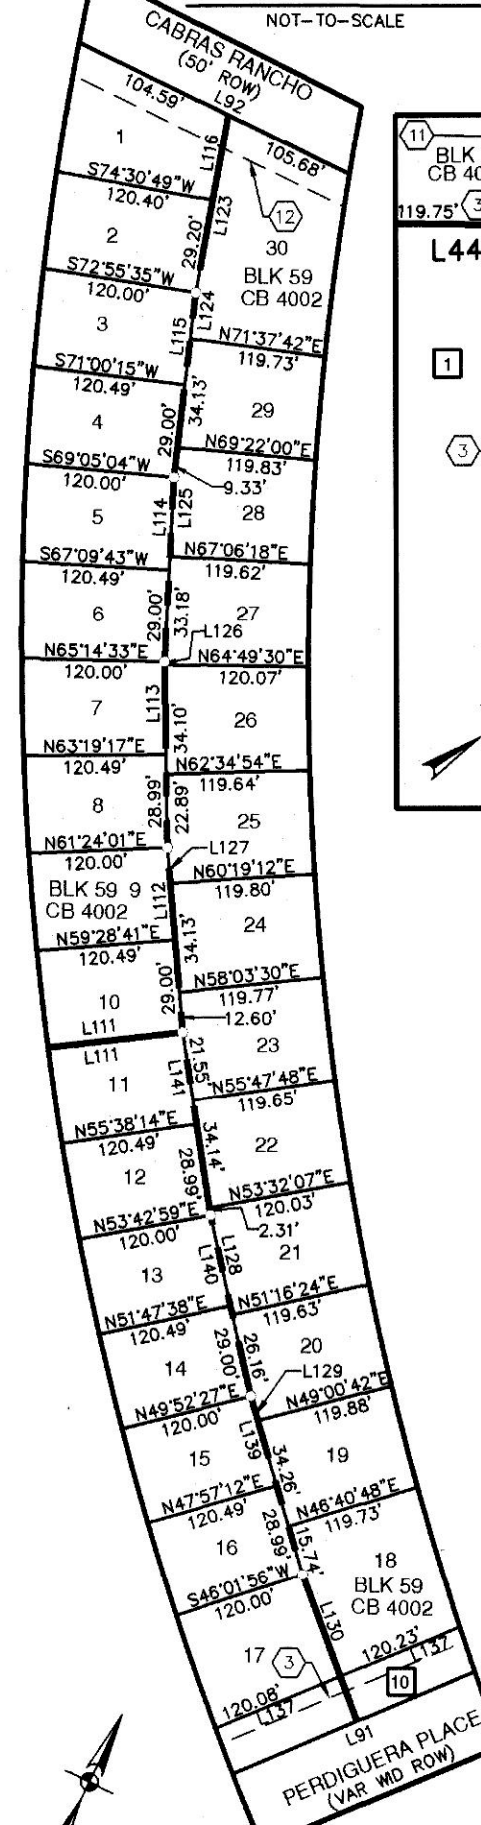 NOT-TO-SCALE
CABRAS RANCHO
(50' ROW)
L92
104.59'
105.68'
1
L116
S74°30'49"W
120.40'
L123
12
2
29.20'
30
BLK 59
CB 4002
S72°55'35"W
120.00'
L124
3
L115
N71°37'42"E
119.73'
S71°00'15"W
120.49'
34.13'
29
4
29.00'
N69°22'00"E
119.83'
S69°05'04"W
120.00'
9.33'
5
L114
L125
28
N67°06'18"E
119.62'
S67°09'43"W
120.49'
6
29.00'
33.18'
27
L126
N65°14'33"E
120.00'
N64°49'30"E
120.07'
7
L113
34.10'
26
N63°19'17"E
120.49'
N62°34'54"E
119.64'
8
28.99'
22.89'
25
N61°24'01"E
120.00'
L127
N60°19'12"E
119.80'
BLK 59 9
CB 4002
L112
24
N59°28'41"E
120.49'
34.13'
N58°03'30"E
119.77'
10
29.00'
12.60'
L111
L111
23
21.55'
11
L141
N55°47'48"E
119.65'
N55°38'14"E
120.49'
34.14'
22
12
28.99'
N53°32'07"E
120.03'
N53°42'59"E
120.00'
2.31'
13
L140
L128
21
N51°47'38"E
120.49'
N51°16'24"E
119.63'
14
29.00'
26.16'
20
N49°52'27"E
120.00'
L129
N49°00'42"E
119.88'
15
L139
34.26'
19
N47°57'12"E
120.49'
N46°40'48"E
119.73'
16
28.99'
15.74'
18
BLK 59
CB 4002
S46°01'56"W
120.00'
L130
17
3
120.23'
L137
10
120.08'
L137
L91
PERDIGUERA PLACE
(VAR WID ROW)
11
BLK
CB 40
119.75'
3
L44
1
3